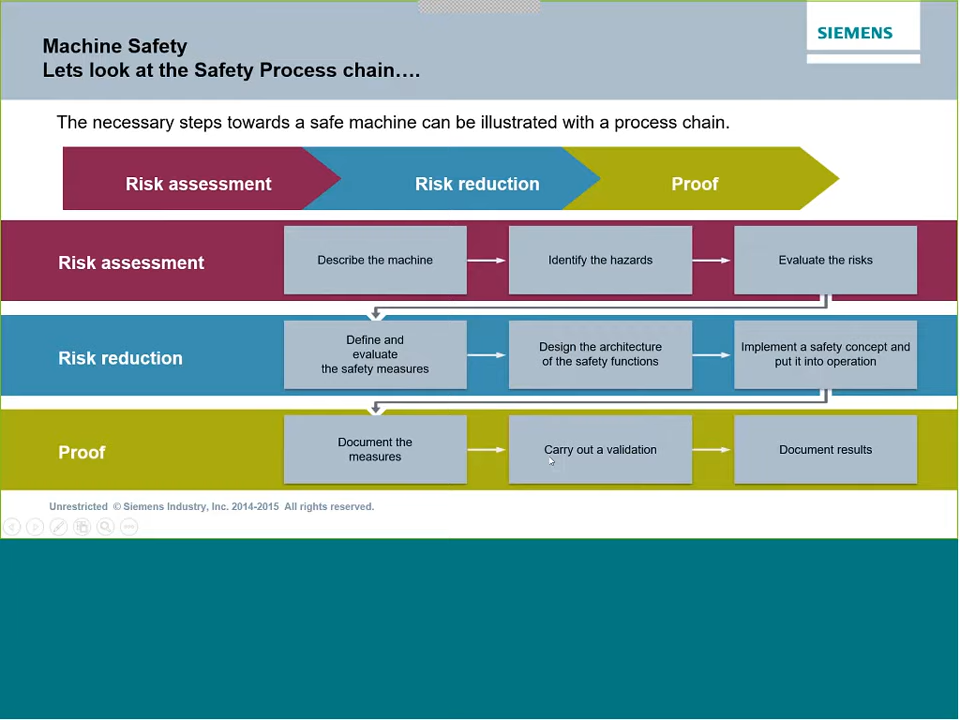 Machine Safety
Lets look at the Safety Process chain….
SIEMENS
The necessary steps towards a safe machine can be illustrated with a process chain.
Risk assessment
Risk reduction
Proof
Risk assessment
Describe the machine
Identify the hazards
Evaluate the risks
Risk reduction
Define and
evaluate
the safety measures
Design the architecture
of the safety functions
Implement a safety concept and
put it into operation
Proof
Document the
measures
Carry out a validation
Document results
Unrestricted © Siemens Industry, Inc. 2014-2015 All rights reserved.